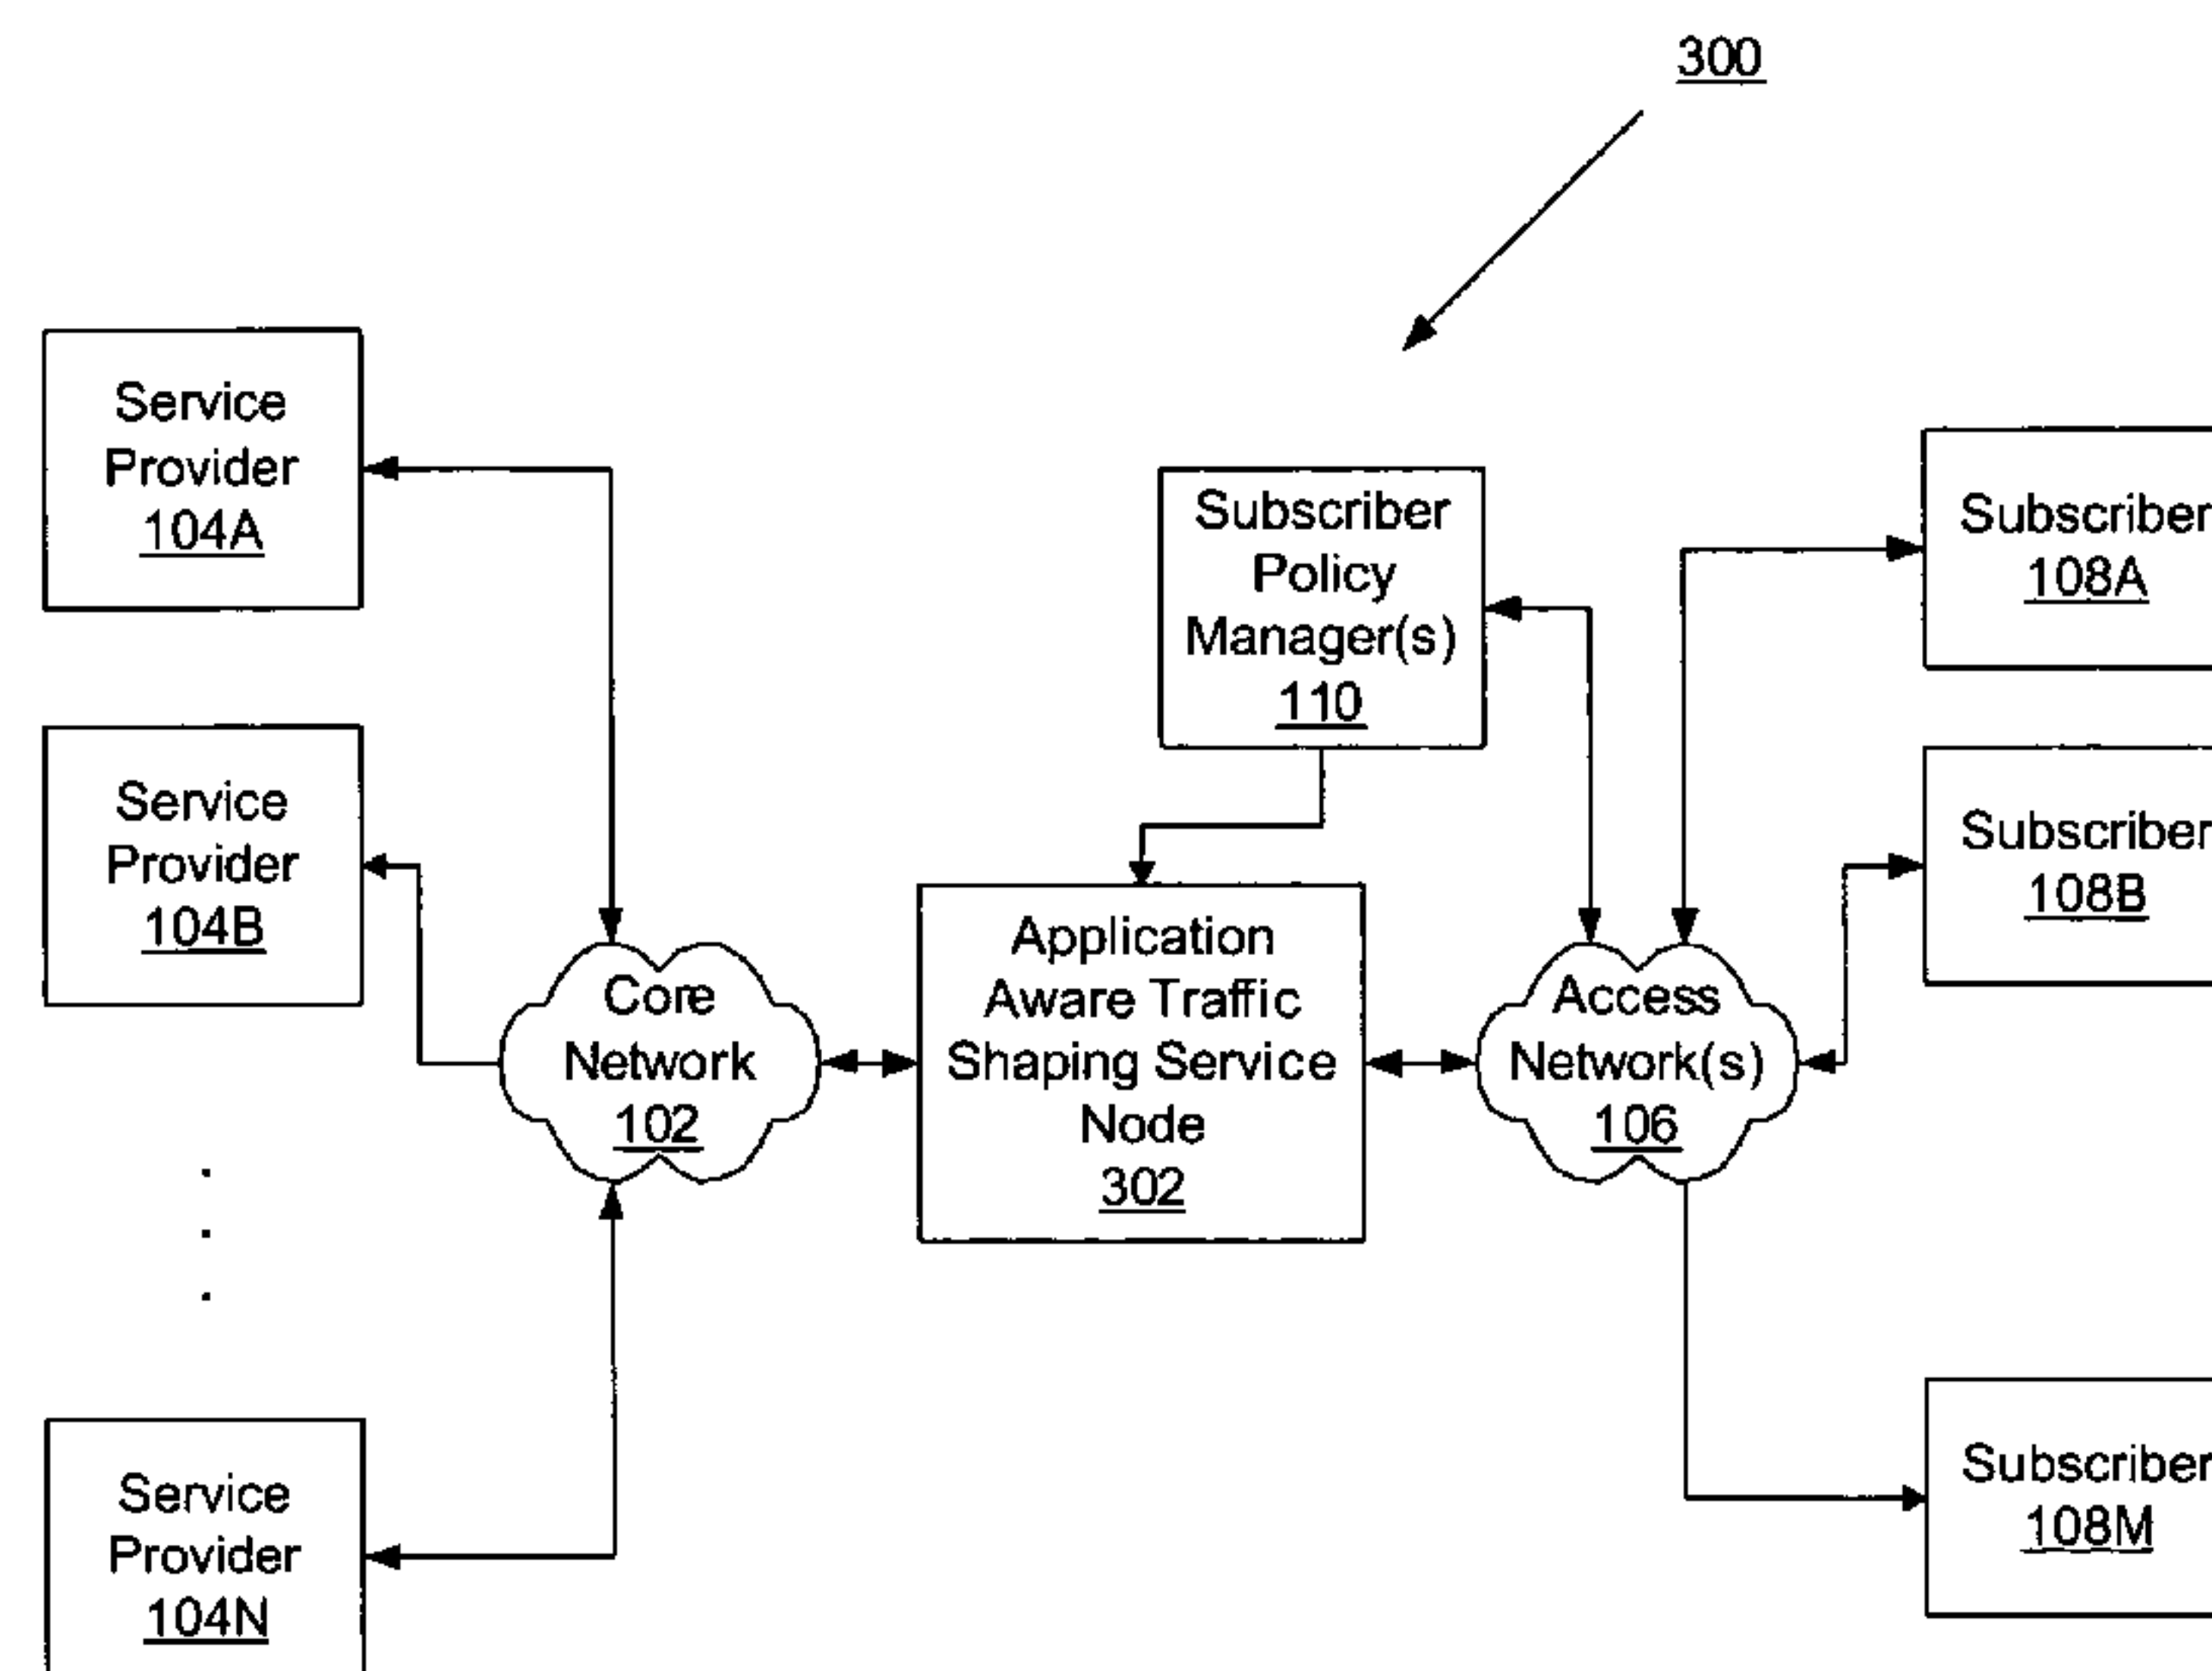 300
Service
Provider
104A
Service
Provider
104B
.
.
.
Service
Provider
104N
Core
Network
102
Subscriber
Policy
Manager(s)
110
Application
Aware Traffic
Shaping Service
Node
302
Access
Network(s)
106
Subscriber
108A
Subscriber
108B
Subscriber
108M